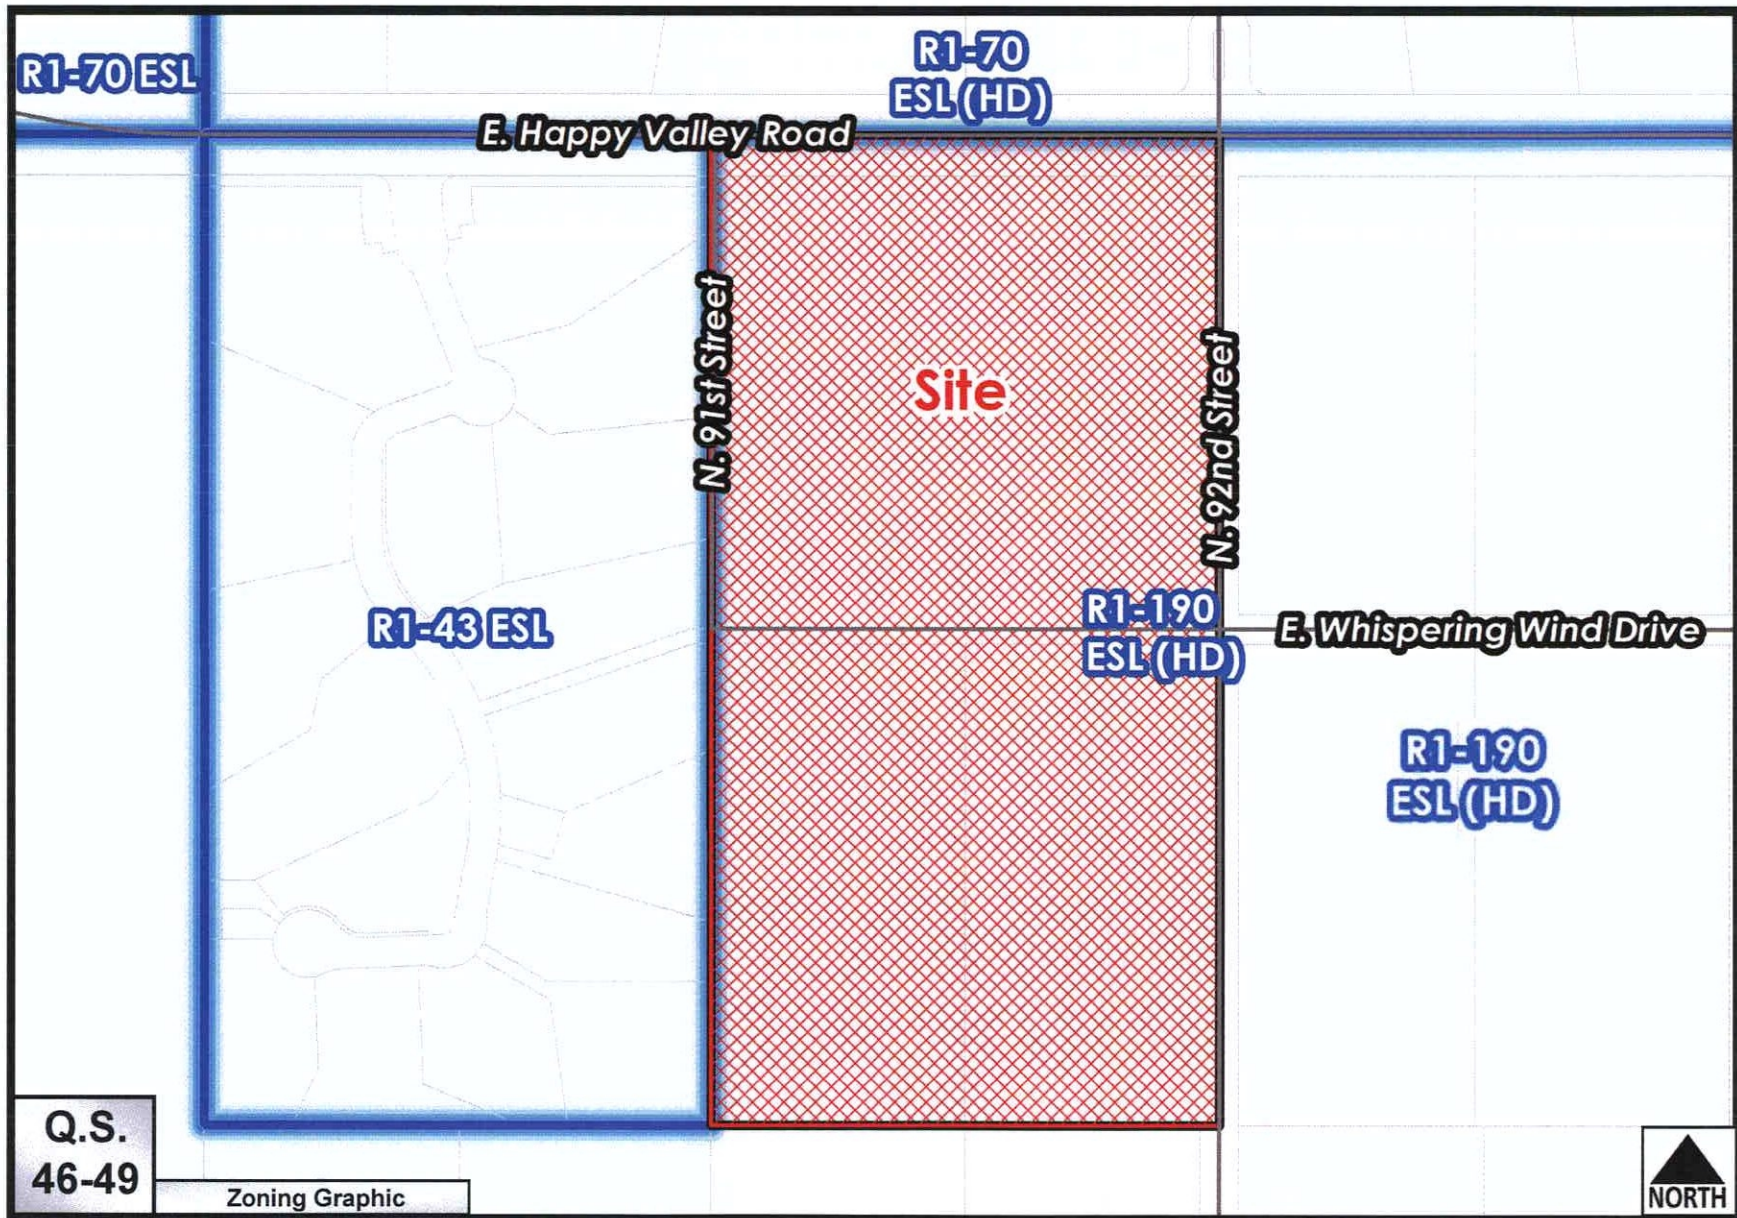 R1-70 ESL
R1-70
ESL (HD)
E. Happy Valley Road
N. 91st Street
Site
N. 92nd Street
R1-43 ESL
R1-190
ESL (HD)
E. Whispering Wind Drive
R1-190
ESL (HD)
Q.S.
46-49
Zoning Graphic
NORTH